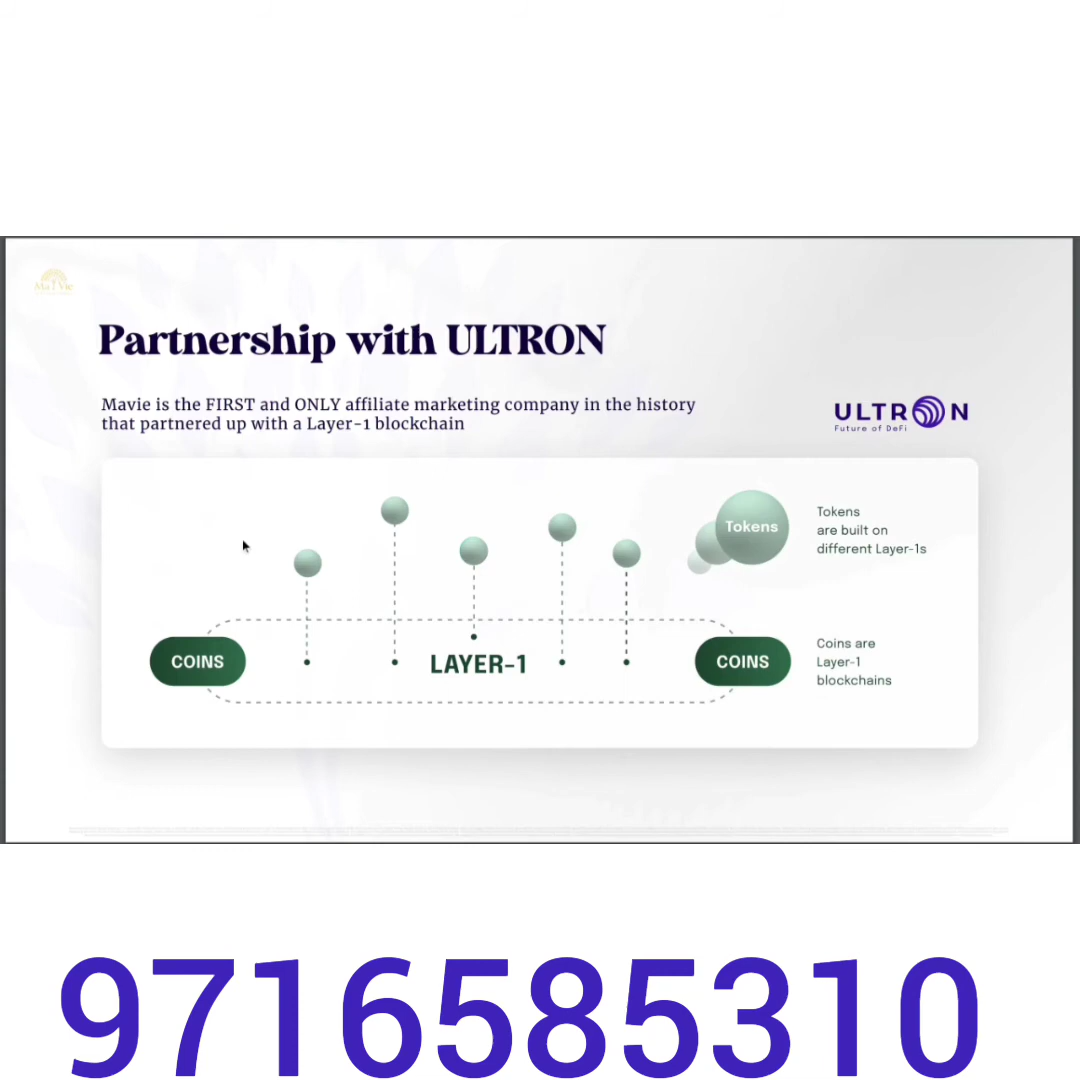 Ma Vie
Partnership with ULTRON
Mavie is the FIRST and ONLY affiliate marketing company in the history
that partnered up with a Layer-1 blockchain
ULTRON
Future of DeFi
Tokens
Tokens
are built on
different Layer-1s
COINS
LAYER-1
COINS
Coins are
Layer-1
blockchains
9716585310